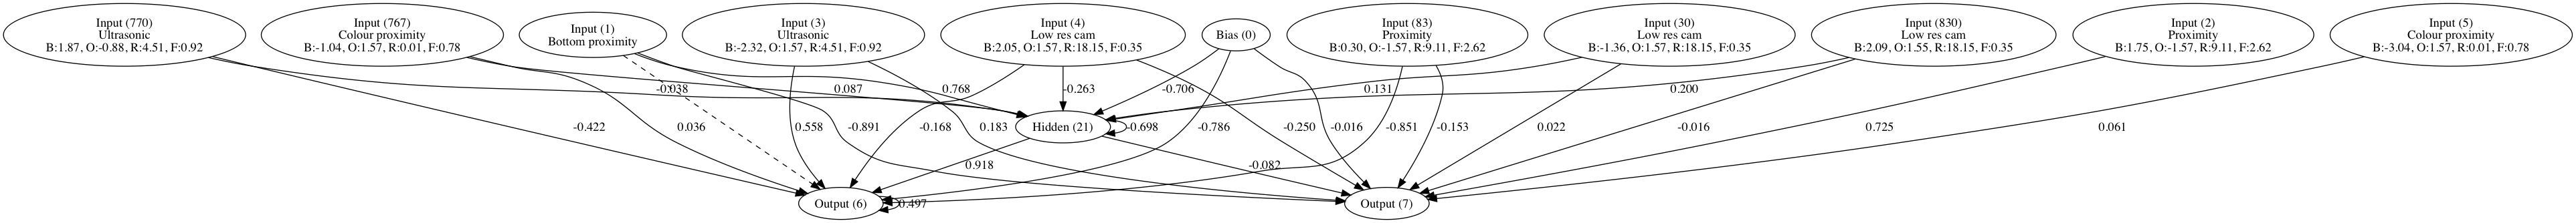 Input (770)
Ultrasonic
B:1.87, O:-0.88, R:4.51, F:0.92
Input (767)
Colour proximity
B:-1.04, O:1.57, R:0.01, F:0.78
Input (1)
Bottom proximity
Input (3)
Ultrasonic
B:-2.32, O:1.57, R:4.51, F:0.92
Input (4)
Low res cam
B:2.05, O:1.57, R:18.15, F:0.35
Bias (0)
Input (83)
Proximity
B:0.30, O:-1.57, R:9.11, F:2.62
Input (30)
Low res cam
B:-1.36, O:1.57, R:18.15, F:0.35
Input (830)
Low res cam
B:2.09, O:1.55, R:18.15, F:0.35
Input (2)
Proximity
B:1.75, O:-1.57, R:9.11, F:2.62
Input (5)
Colour proximity
B:-3.04, O:1.57, R:0.01, F:0.78
-0.038
0.087
0.768
-0.263
-0.706
0.131
0.200
-0.422
0.036
0.558
-0.891
-0.168
0.183
Hidden (21)
-0.698
-0.786
-0.250
-0.016
-0.851
-0.153
0.022
-0.016
0.725
0.061
0.918
-0.082
Output (6)
0.497
Output (7)